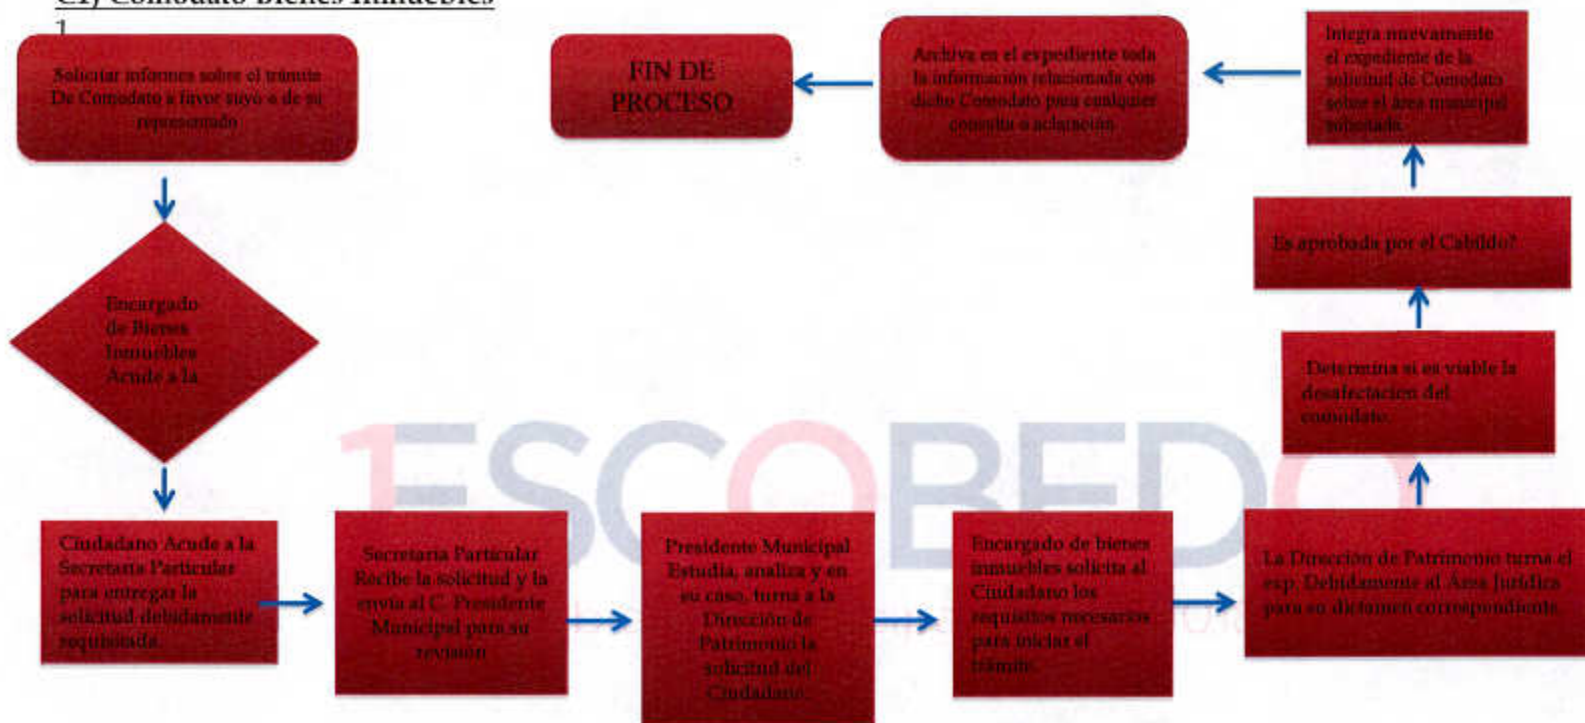 C1) Comodato Bienes Inmuebles
1
Solicitar informes sobre el trámite
De Comodato a favor suyo o de su
representado
Encargado
de Bienes
Inmuebles
Acude a la
Ciudadano Acude a la
Secretaria Particular
para entregar la
solicitud debidamente
requisitada.
Secretaria Particular
Recibe la solicitud y la
envía al C. Presidente
Municipal para su
revisión
Presidente Municipal
Estudia, analiza y en
su caso, turna a la
Dirección de
Patrimonio la
solicitud del
Ciudadano.
Encargado de bienes
inmuebles solicita al
Ciudadano los
requisitos necesarios
para iniciar el
trámite.
La Dirección de Patrimonio turna el
exp. Debidamente al Área Jurídica
para su dictamen correspondiente.
Determina si es viable la
desafectación del
comodato.
Es aprobada por el Cabildo?
Integra nuevamente
el expediente de la
solicitud de Comodato
sobre el área municipal
solicitada.
Archiva en el expediente toda
la información relacionada con
dicho Comodato para cualquier
consulta o aclaración.
FIN DE
PROCESO
ESCOBEDO